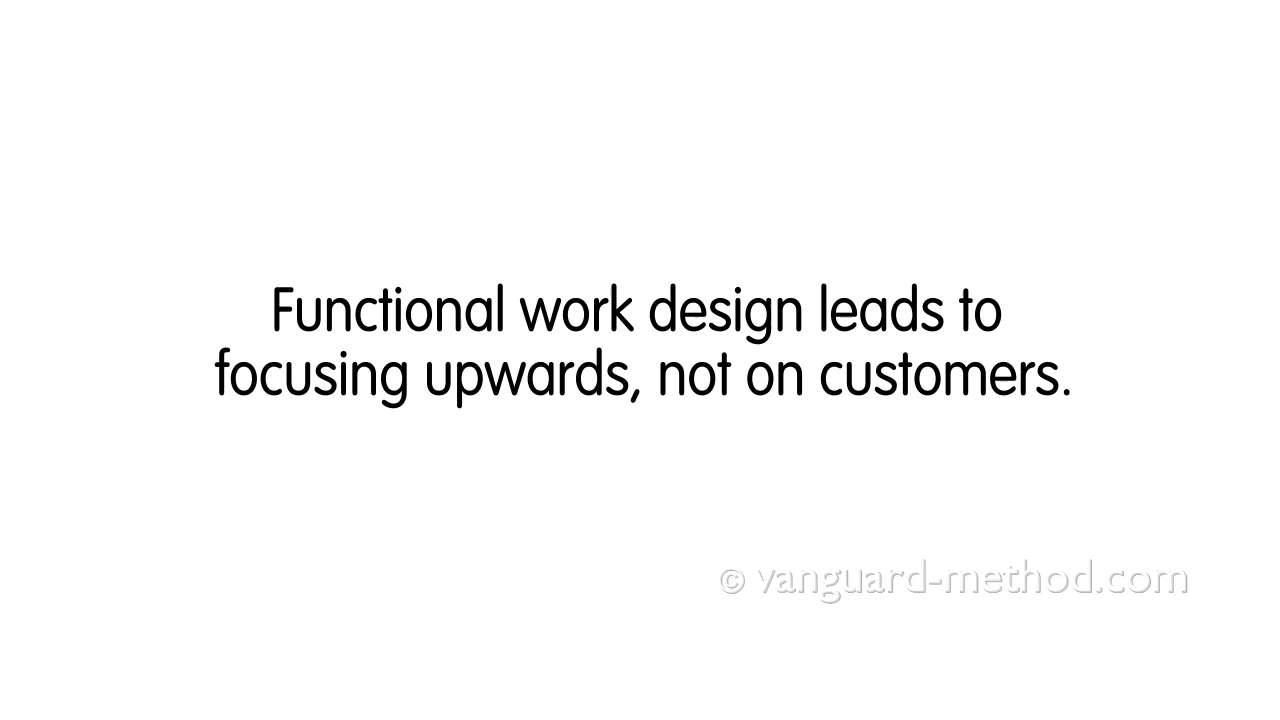 Functional work design leads to
focusing upwards, not on customers.
© vanguard-method.com